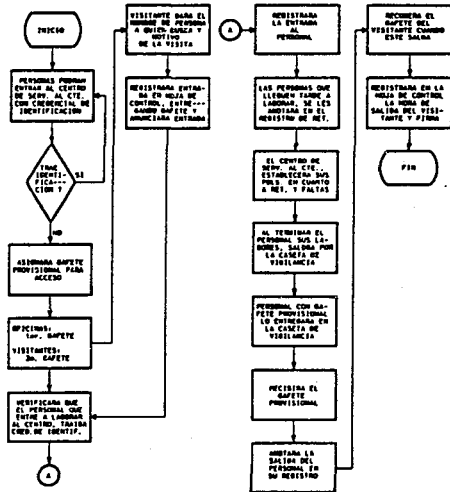 INICIO
PERSONAS PODRAN
ENTRAR AL CENTRO
DE SERV. AL CTE.
CON CREDENCIAL DE
IDENTIFICACION
TRAE
IDENTIFI-
CACION ?
SI
NO
ASIGNARA GAFETE
PROVISIONAL PARA
ACCESO
OFICINAS:
1er. GAFETE
VISITANTES:
2o. GAFETE
VERIFICARA QUE
EL PERSONAL QUE
ENTRE A LABORAR
AL CENTRO, TRAIGA
CRED. DE IDENTIF.
A
VISITANTE DARA EL
NOMBRE DE PERSONA
A QUIEN BUSCA Y
MOTIVO
DE LA VISITA
REGISTRARA ENTRA-
DA EN HOJA DE
CONTROL, ENTRE---
GANDO GAFETE Y
ANUNCIARA ENTRADA
A
REGISTRARA
LA ENTRADA
AL
PERSONAL
LAS PERSONAS QUE
LLEGUEN TARDE A
LABORAR, SE LES
ANOTARA EN EL
REGISTRO DE RET.
EL CENTRO DE
SERV. AL CTE.,
ESTABLECERA SUS
POLS. EN CUANTO
A RET. Y FALTAS
AL TERMINAR EL
PERSONAL SUS LA-
BORES, SALDRA POR
LA CASETA DE
VIGILANCIA
PERSONAL CON GA-
FETE PROVISIONAL
LO ENTREGARA EN
LA CASETA DE
VIGILANCIA
RECIBIRA EL
GAFETE
PROVISIONAL
ANOTARA LA
SALIDA DEL
PERSONAL EN
SU REGISTRO
RECOGERA EL
GAFETE DEL
VISITANTE CUANDO
ESTE SALGA
REGISTRARA EN LA
HOJA DE CONTROL
LA HORA DE
SALIDA DEL VISI-
TANTE Y FIRMA
FIN